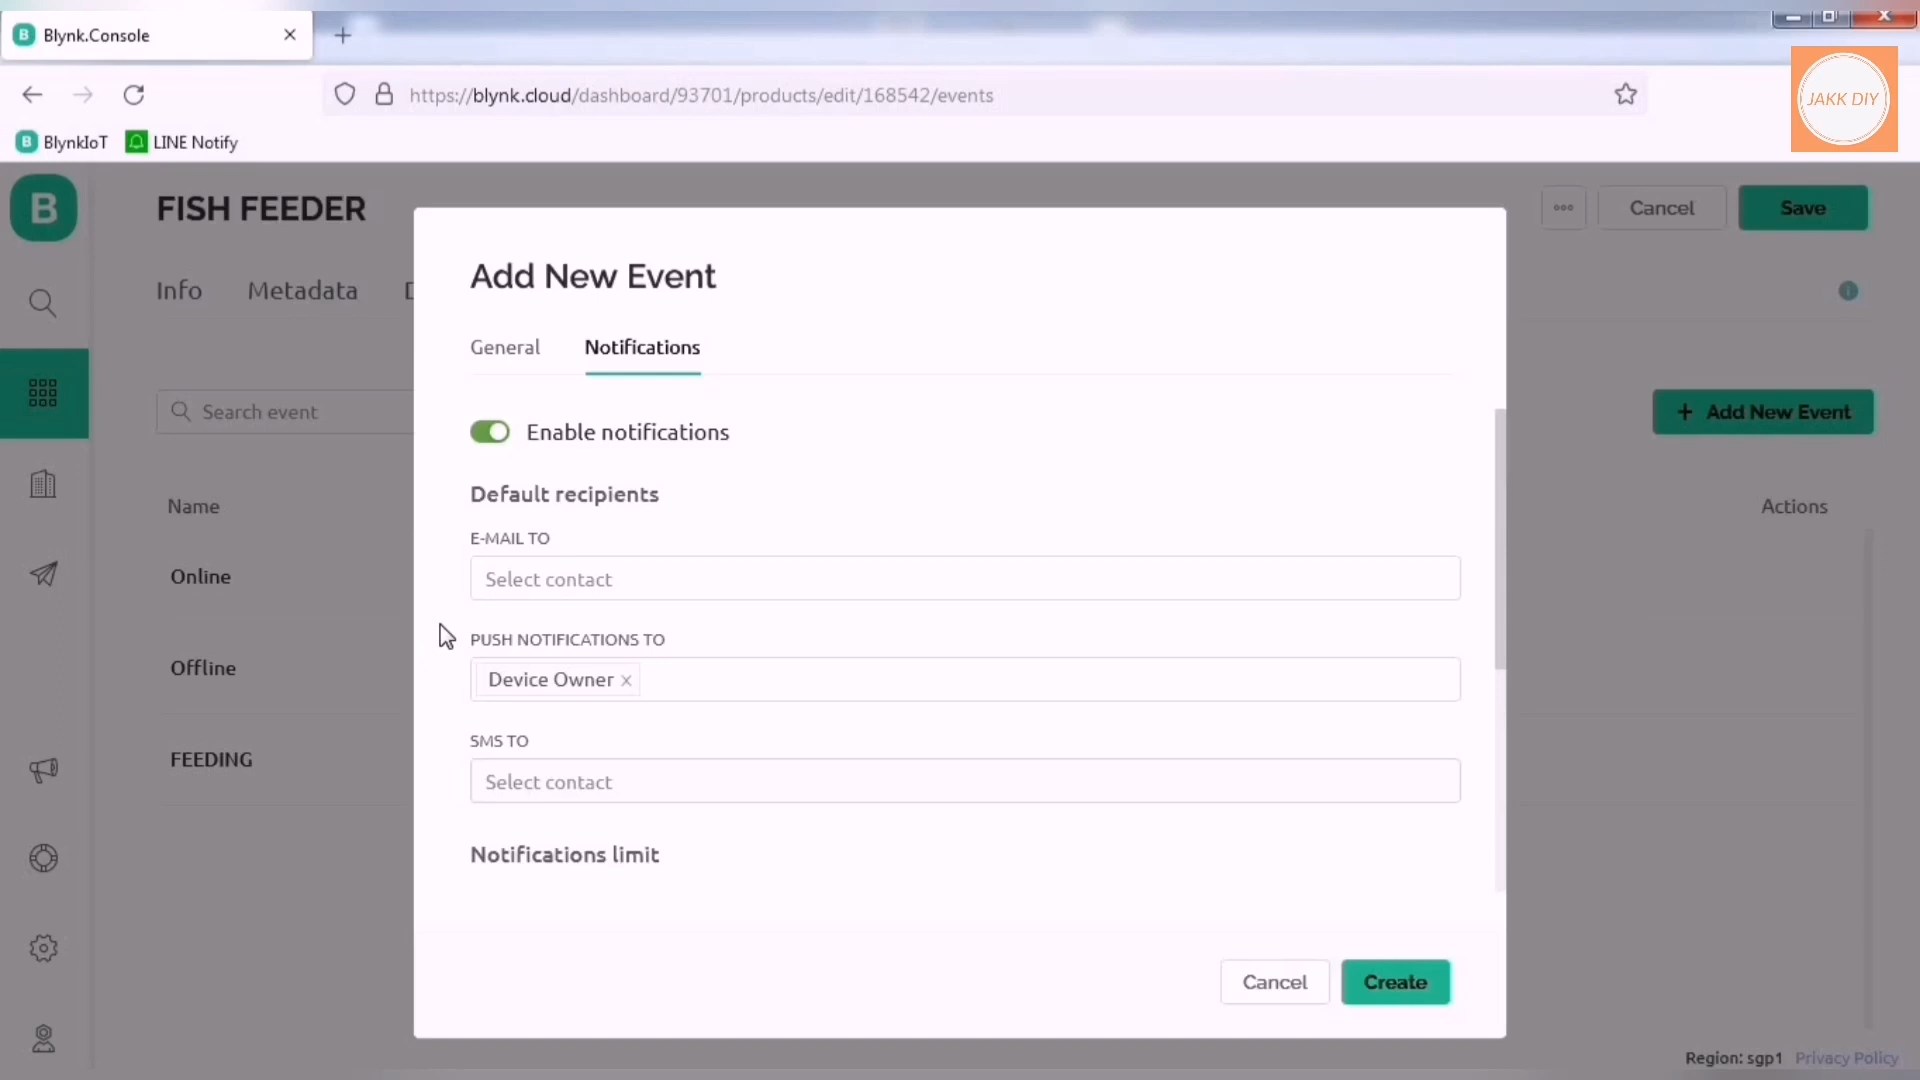 Blynk.Console
https://blynk.cloud/dashboard/93701/products/edit/168542/events
JAKK DIY
BlynkIoT LINE Notify
B
FISH FEEDER
Cancel
Save
Add New Event
Info
Metadata
General
Notifications
Search event
+ Add New Event
Enable notifications
Default recipients
Name
Actions
E-MAIL TO
Select contact
Online
PUSH NOTIFICATIONS TO
Device Owner ×
Offline
SMS TO
FEEDING
Select contact
Notifications limit
Cancel
Create
Region: sgp1 Privacy Policy